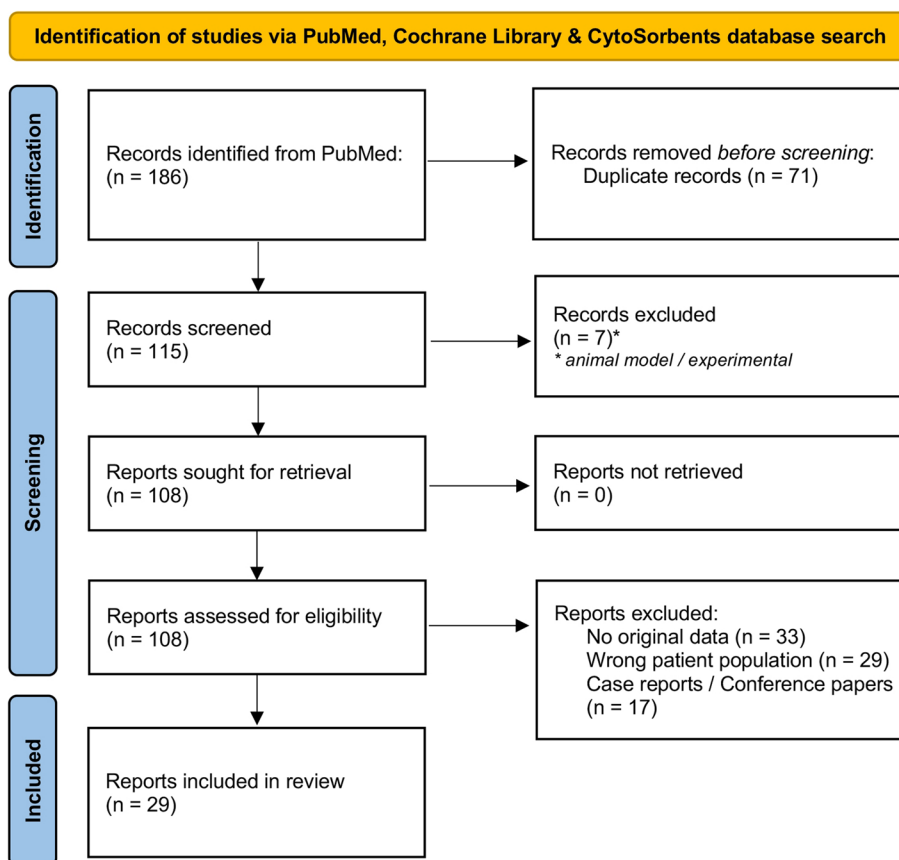 Identification of studies via PubMed, Cochrane Library & CytoSorbents database search
Identification
Records identified from PubMed:
(n = 186)
Records removed before screening:
Duplicate records (n = 71)
Screening
Records screened
(n = 115)
Records excluded
(n = 7)*
* animal model / experimental
Reports sought for retrieval
(n = 108)
Reports not retrieved
(n = 0)
Reports assessed for eligibility
(n = 108)
Reports excluded:
No original data (n = 33)
Wrong patient population (n = 29)
Case reports / Conference papers
(n = 17)
Included
Reports included in review
(n = 29)